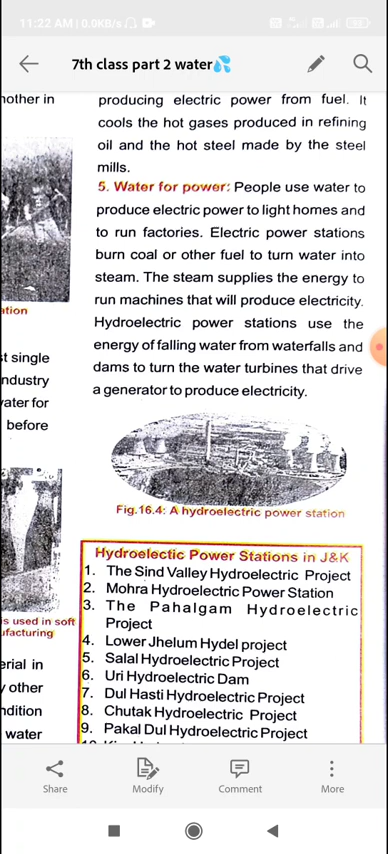 11:22 AM | 0.0KB/s
7th class part 2 water💦
nother in
ation
t single
ndustry
vater for
before
is used in soft
ufacturing
erial in
y other
ndition
water
producing electric power from fuel. It
cools the hot gases produced in refining
oil and the hot steel made by the steel
mills.
5. Water for power: People use water to
produce electric power to light homes and
to run factories. Electric power stations
burn coal or other fuel to turn water into
steam. The steam supplies the energy to
run machines that will produce electricity.
Hydroelectric power stations use the
energy of falling water from waterfalls and
dams to turn the water turbines that drive
a generator to produce electricity.
Fig.16.4: A hydroelectric power station
Hydroelectic Power Stations in J&K
1. The Sind Valley Hydroelectric Project
2. Mohra Hydroelectric Power Station
3. The Pahalgam Hydroelectric
Project
4. Lower Jhelum Hydel project
5. Salal Hydroelectric Project
6. Uri Hydroelectric Dam
7. Dul Hasti Hydroelectric Project
8. Chutak Hydroelectric Project
9. Pakal Dul Hydroelectric Project
Share
Modify
Comment
More